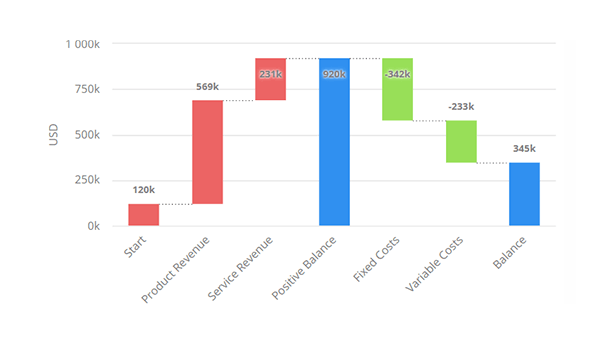 1 000k
750k
500k
250k
0k
USD
120k
569k
231k
920k
-342k
-233k
345k
Start
Product Revenue
Service Revenue
Positive Balance
Fixed Costs
Variable Costs
Balance